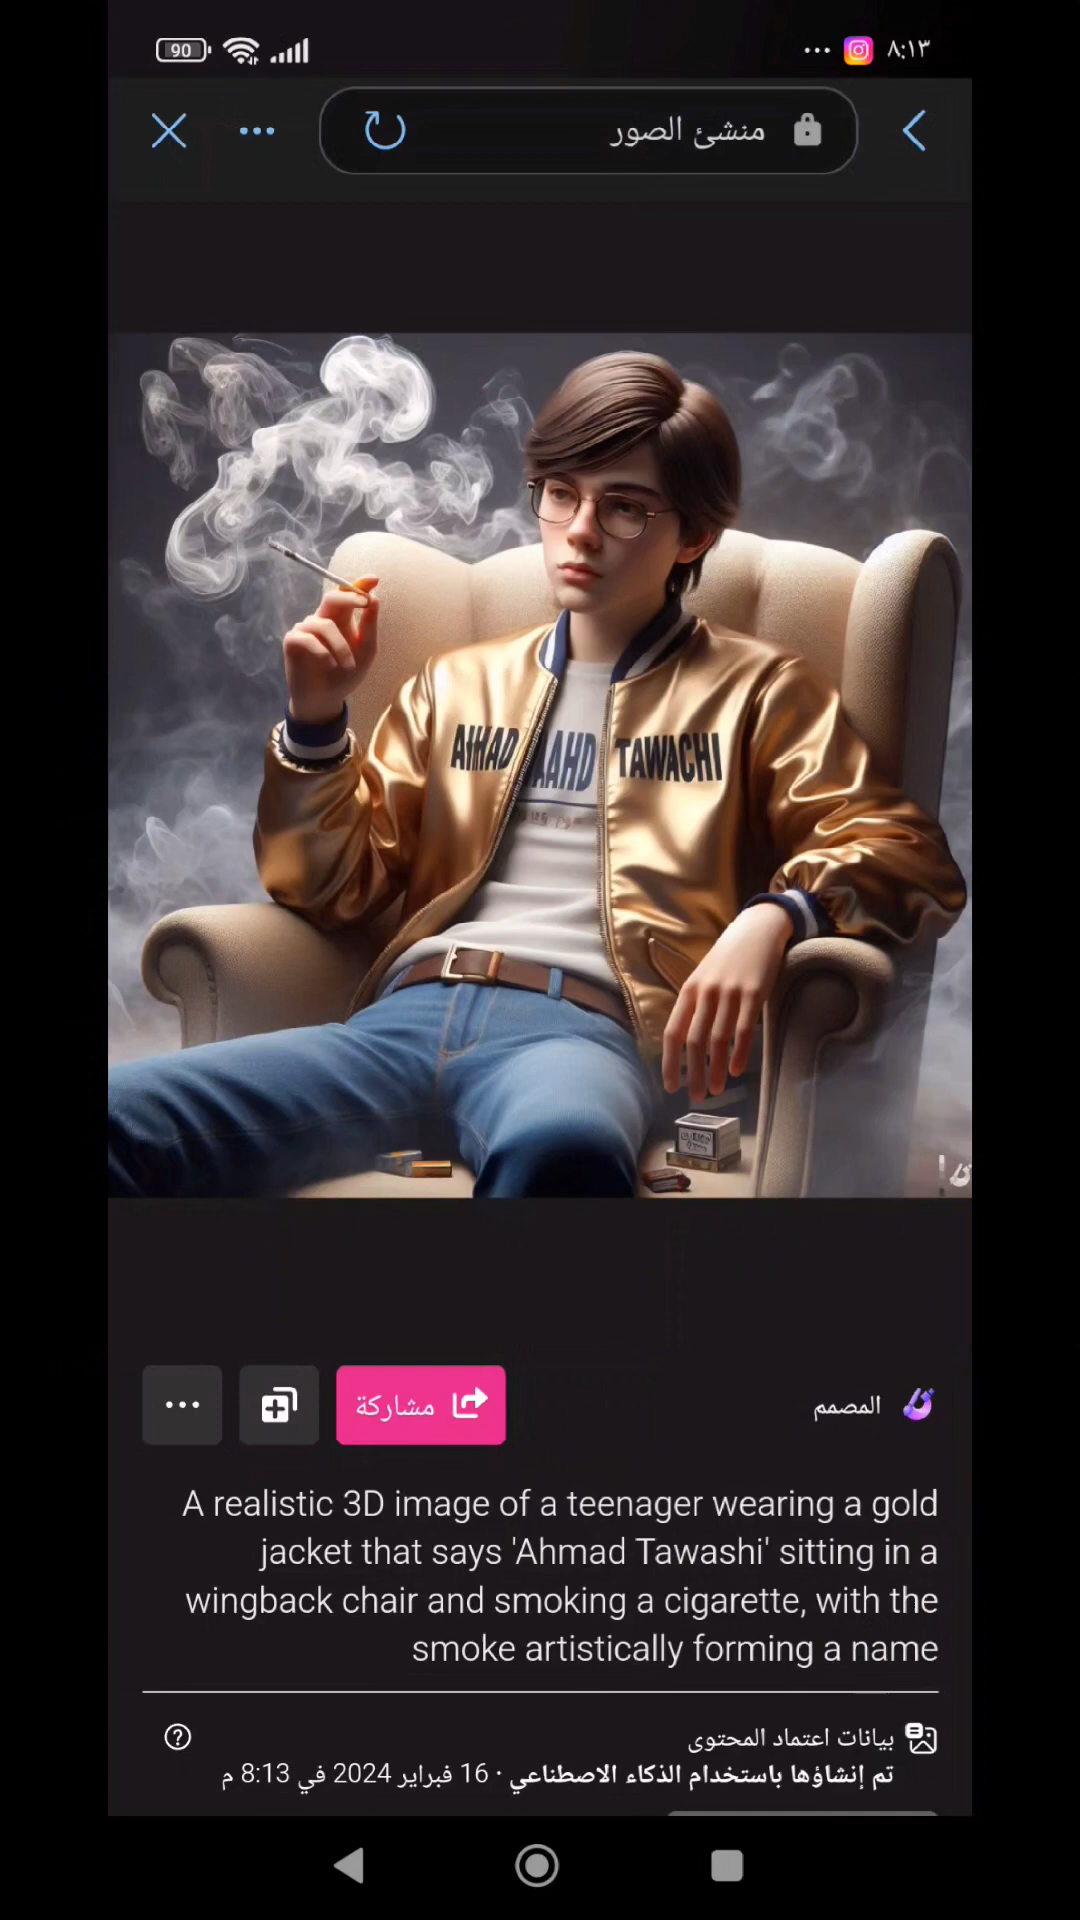 90
٨:١٣
منشئ الصور
AHMAD
AAHD
TAWACHI
مشاركة
المصمم
A realistic 3D image of a teenager wearing a gold
jacket that says 'Ahmad Tawashi' sitting in a
wingback chair and smoking a cigarette, with the
smoke artistically forming a name
بيانات اعتماد المحتوى
تم إنشاؤها باستخدام الذكاء الاصطناعي · 16 فبراير 2024 في 8:13 م